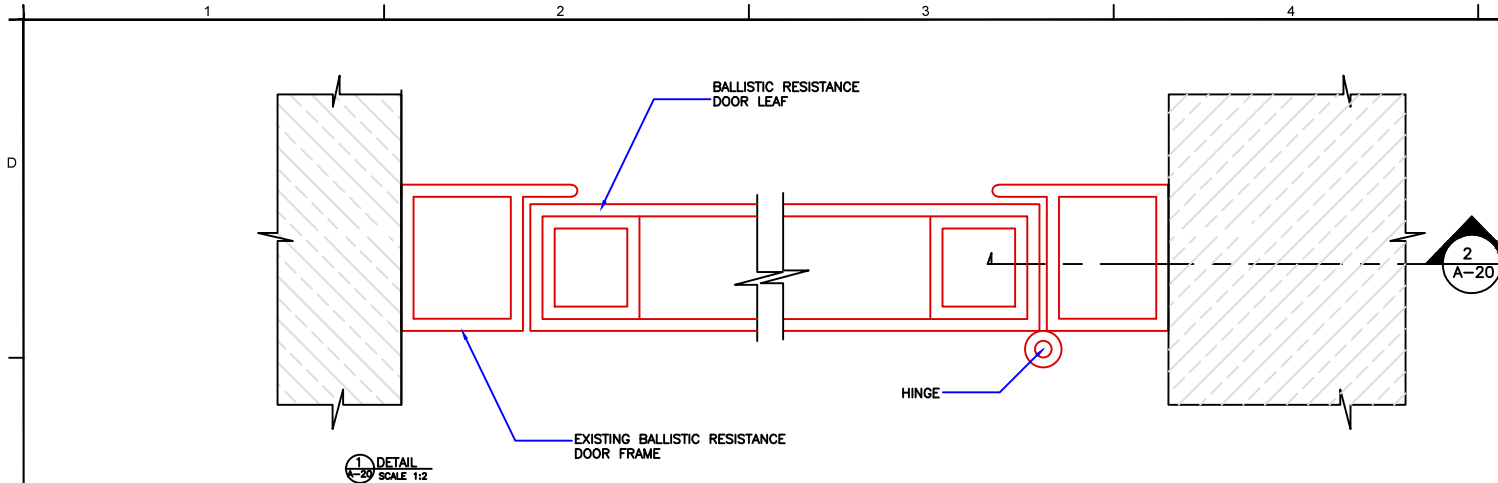 1
2
3
4
D
BALLISTIC RESISTANCE
DOOR LEAF
2
A-20
HINGE
EXISTING BALLISTIC RESISTANCE
DOOR FRAME
1
A-20
DETAIL
SCALE 1:2